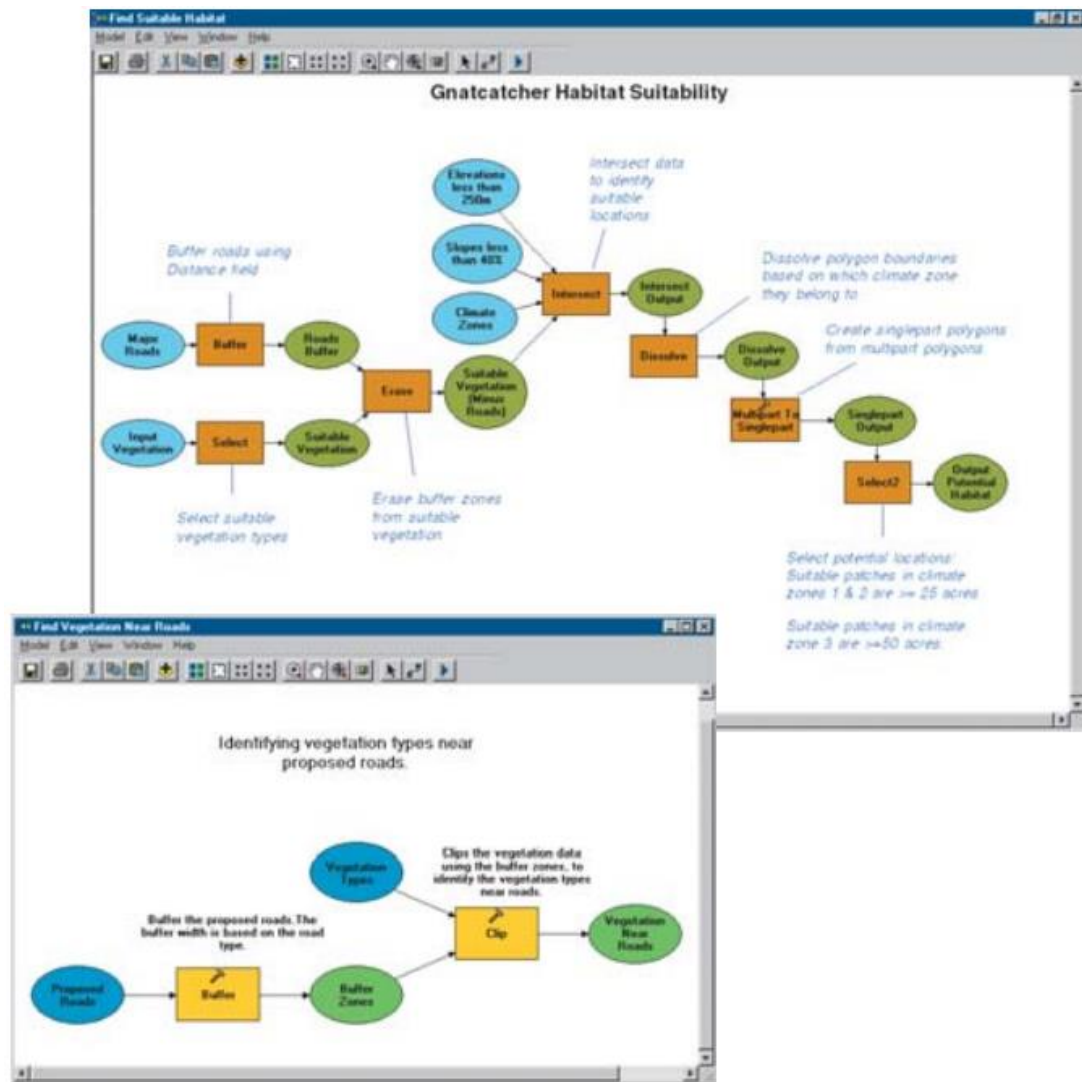 Find Suitable Habitat
Model Edit View Window Help
Gnatcatcher Habitat Suitability
Elevations
less than
250m
Intersect data
to identify
suitable
locations
Buffer roads using
Distance field
Slopes less
than 40%
Dissolve polygon boundaries
based on which climate zone
they belong to
Climate
Zones
Intersect
Intersect
Output
Major
Roads
Buffer
Roads
Buffer
Dissolve
Dissolve
Output
Create singlepart polygons
from multipart polygons
Erase
Suitable
Vegetation
(Minus
Roads)
Multipart To
Singlepart
Singlepart
Output
Input
Vegetation
Select
Suitable
Vegetation
Select2
Output
Potential
Habitat
Select suitable
vegetation types
Erase buffer zones
from suitable
vegetation
Select potential locations:
Suitable patches in climate
zones 1 & 2 are >= 25 acres
Suitable patches in climate
zone 3 are >=50 acres
Find Vegetation Near Roads
Model Edit View Window Help
Identifying vegetation types near
proposed roads.
Vegetation
Types
Clips the vegetation data
using the buffer zones, to
identify the vegetation types
near roads.
Clip
Vegetation
Near
Roads
Buffer the proposed roads. The
buffer width is based on the road
type.
Proposed
Roads
Buffer
Buffer
Zones